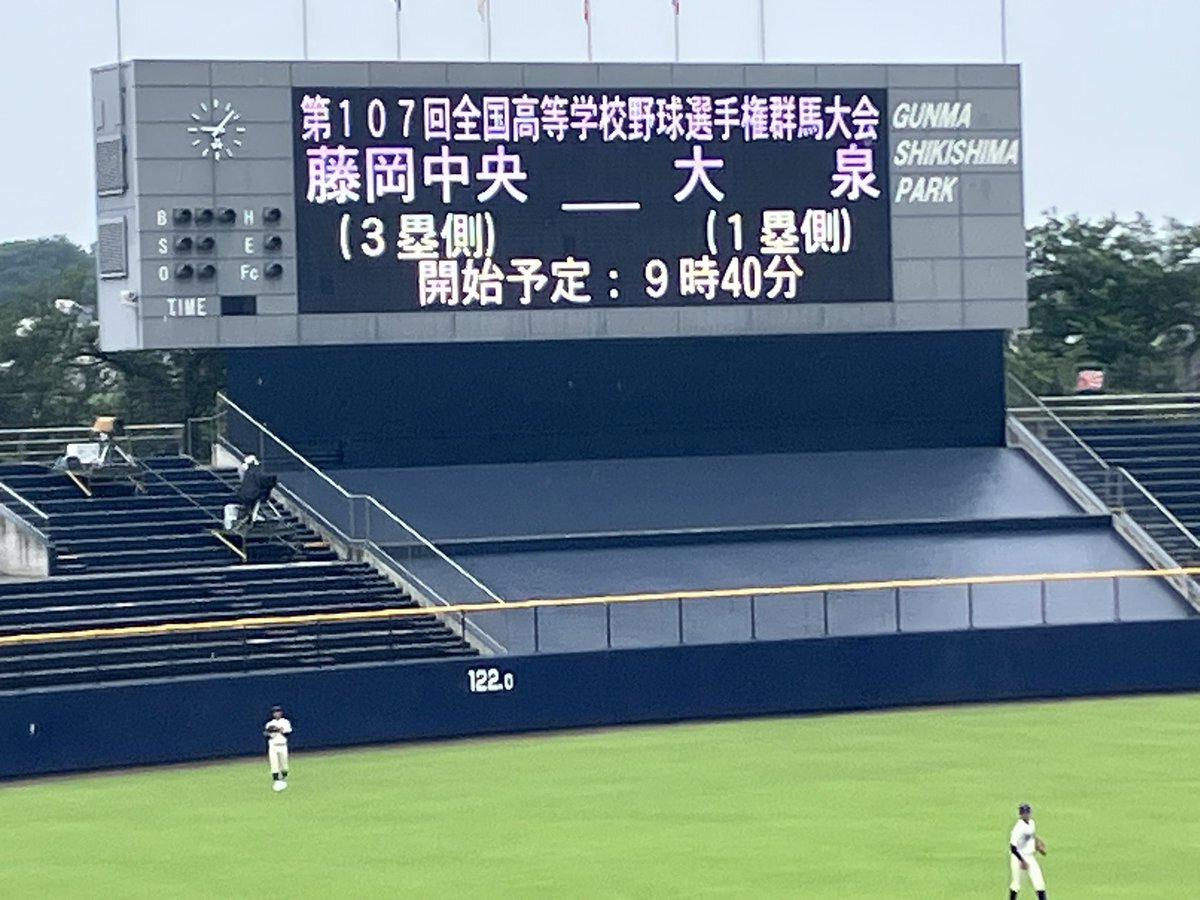 第１０７回全国高等学校野球選手権群馬大会
藤岡中央 __ 大 泉
(３塁側) (１塁側)
開始予定：９時40分
GUNMA
SHIKISHIMA
PARK
B H
S E
O Fc
TIME
122.0